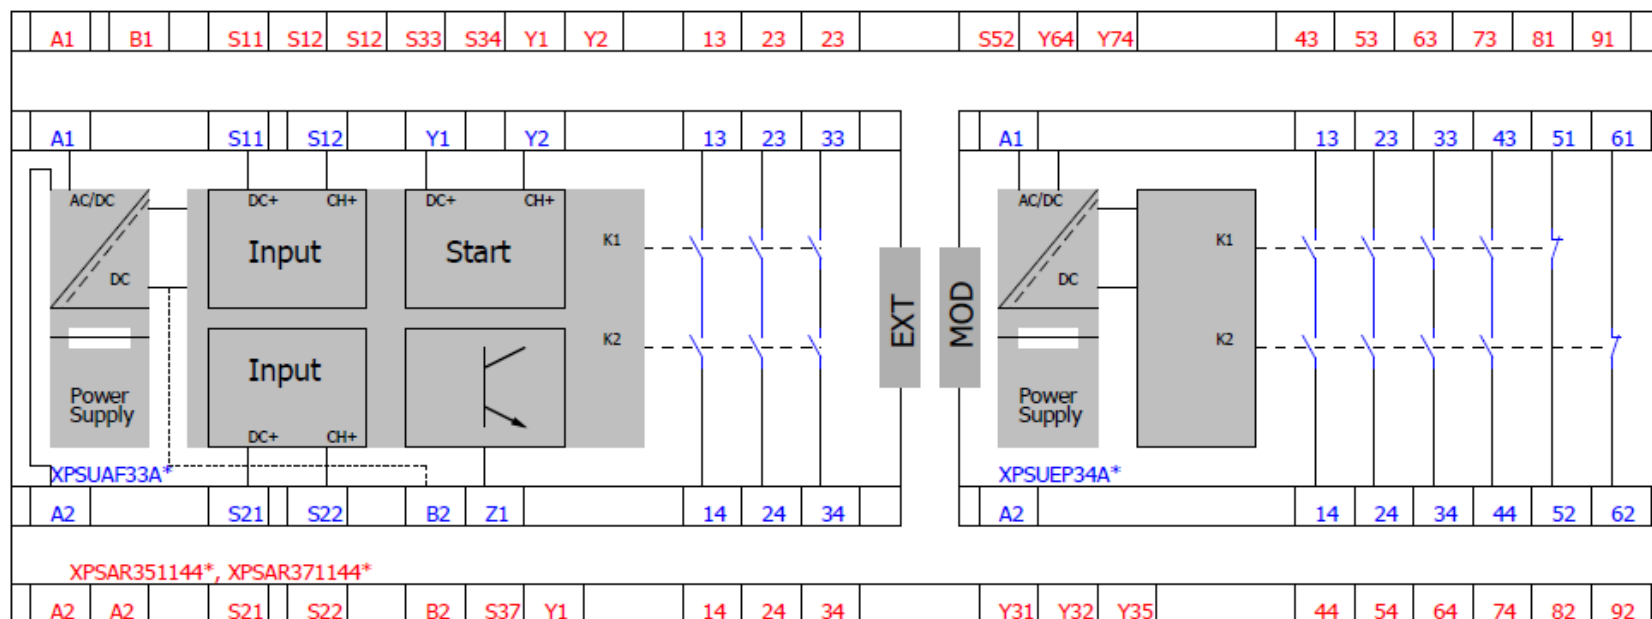 A1 B1 S11 S12 S12 S33 S34 Y1 Y2 13 23 23 S52 Y64 Y74 43 53 63 73 81 91
A1 S11 S12 Y1 Y2 13 23 33 A1 13 23 33 43 51 61
AC/DC DC+ CH+ DC+ CH+ AC/DC
Input Start K1 K1
DC DC
EXT MOD
K2 K2
Input
Power Supply Power Supply
DC+ CH+
XPSUAF33A* XPSUEP34A*
A2 S21 S22 B2 Z1 14 24 34 A2 14 24 34 44 52 62
XPSAR351144*, XPSAR371144*
A2 A2 S21 S22 B2 S37 Y1 14 24 34 Y31 Y32 Y35 44 54 64 74 82 92